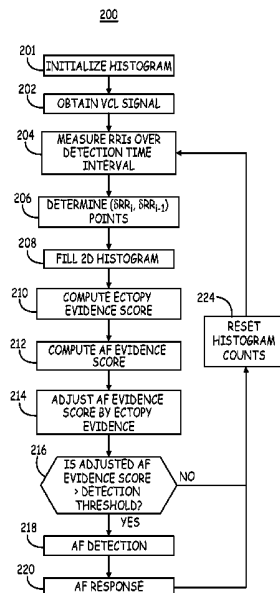 200
201
INITIALIZE HISTOGRAM
202
OBTAIN VCL SIGNAL
204
MEASURE RRIs OVER
DETECTION TIME
INTERVAL
206
DETERMINE (δRRi, δRRi-1)
POINTS
208
FILL 2D HISTOGRAM
210
COMPUTE ECTOPY
EVIDENCE SCORE
224
RESET
HISTOGRAM
COUNTS
212
COMPUTE AF EVIDENCE
SCORE
214
ADJUST AF EVIDENCE
SCORE BY ECTOPY
EVIDENCE
216
IS ADJUSTED AF
EVIDENCE SCORE
> DETECTION
THRESHOLD?
NO
YES
218
AF DETECTION
220
AF RESPONSE